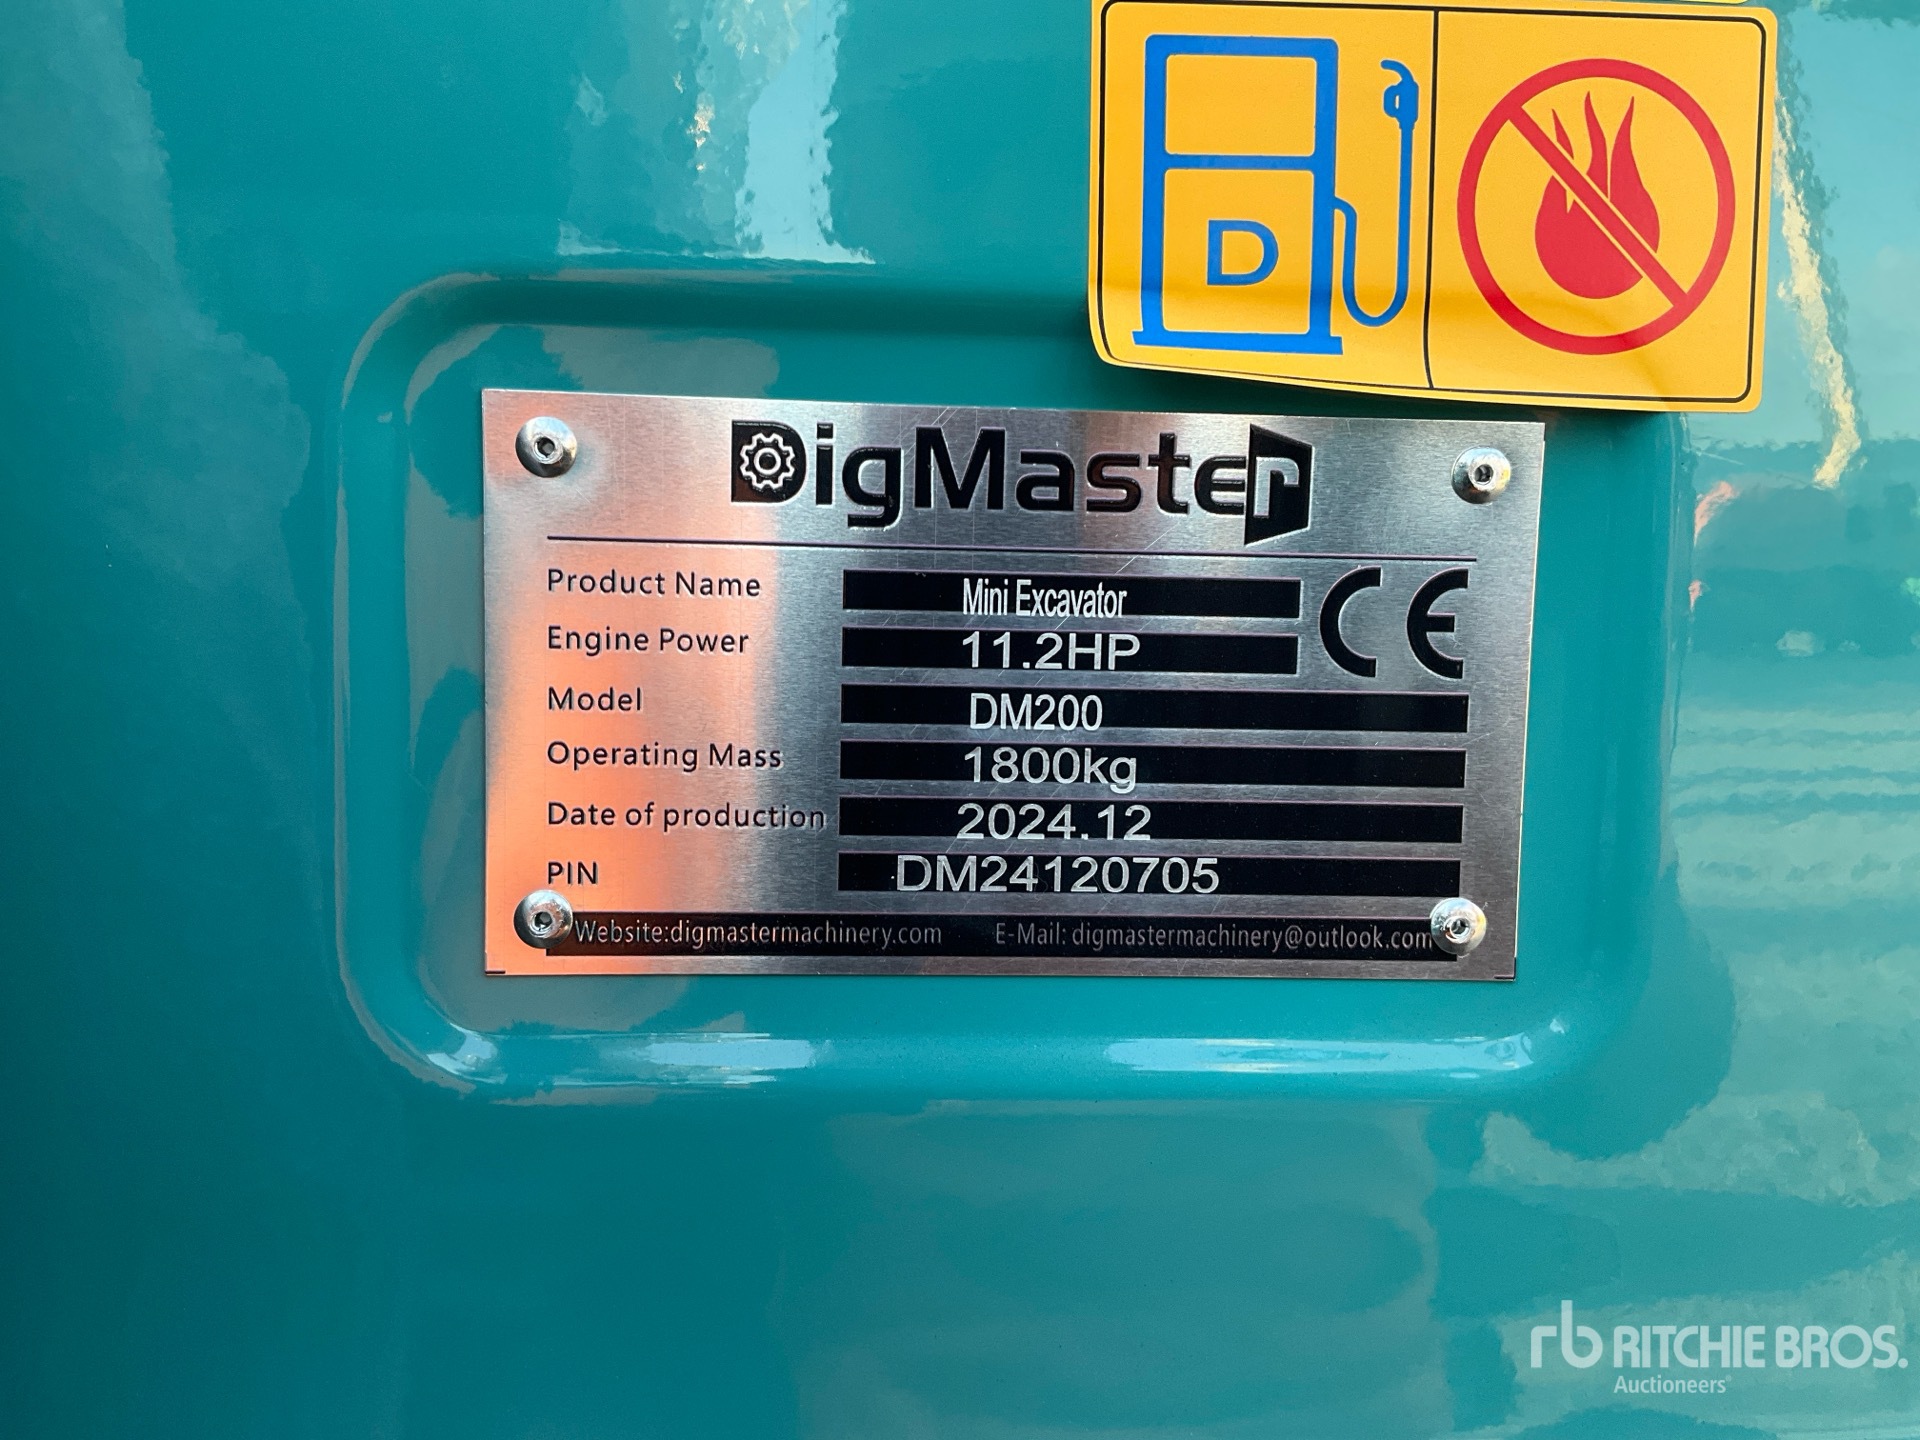 D
DigMaster
Product Name Mini Excavator
CE
Engine Power 11.2HP
Model DM200
Operating Mass 1800kg
Date of production 2024.12
PIN DM24120705
Website:digmastermachinery.com E-Mail: digmastermachinery@outlook.com
rb RITCHIE BROS.
Auctioneers